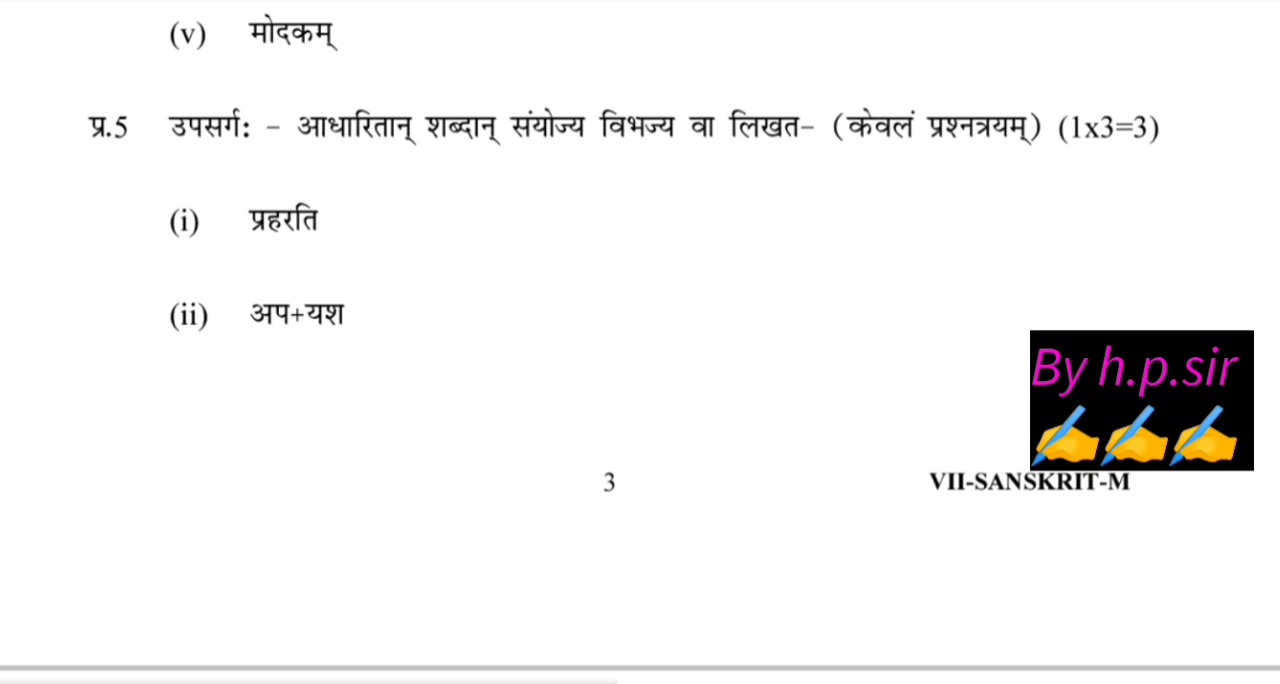 (v) मोदकम्
प्र.5 उपसर्ग: - आधारितान् शब्दान् संयोज्य विभज्य वा लिखत- (केवलं प्रश्नत्रयम्) (1x3=3)
(i) प्रहरति
(ii) अप+यश
By h.p.sir
3 VII-SANSKRIT-M